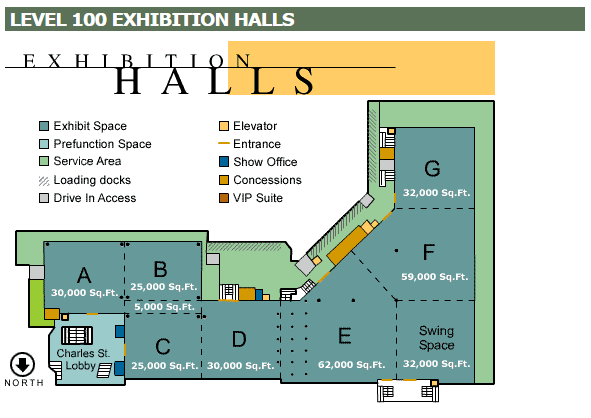 LEVEL 100 EXHIBITION HALLS
EXHIBITION
HALLS
Exhibit Space
Prefunction Space
Service Area
Loading docks
Drive In Access
Elevator
Entrance
Show Office
Concessions
VIP Suite
G
32,000 Sq.Ft.
F
59,000 Sq.Ft.
A
30,000 Sq.Ft.
B
25,000 Sq.Ft.
5,000 Sq.Ft.
C
25,000 Sq.Ft.
D
30,000 Sq.Ft.
E
62,000 Sq.Ft.
Swing
Space
32,000 Sq.Ft.
Charles St.
Lobby
NORTH